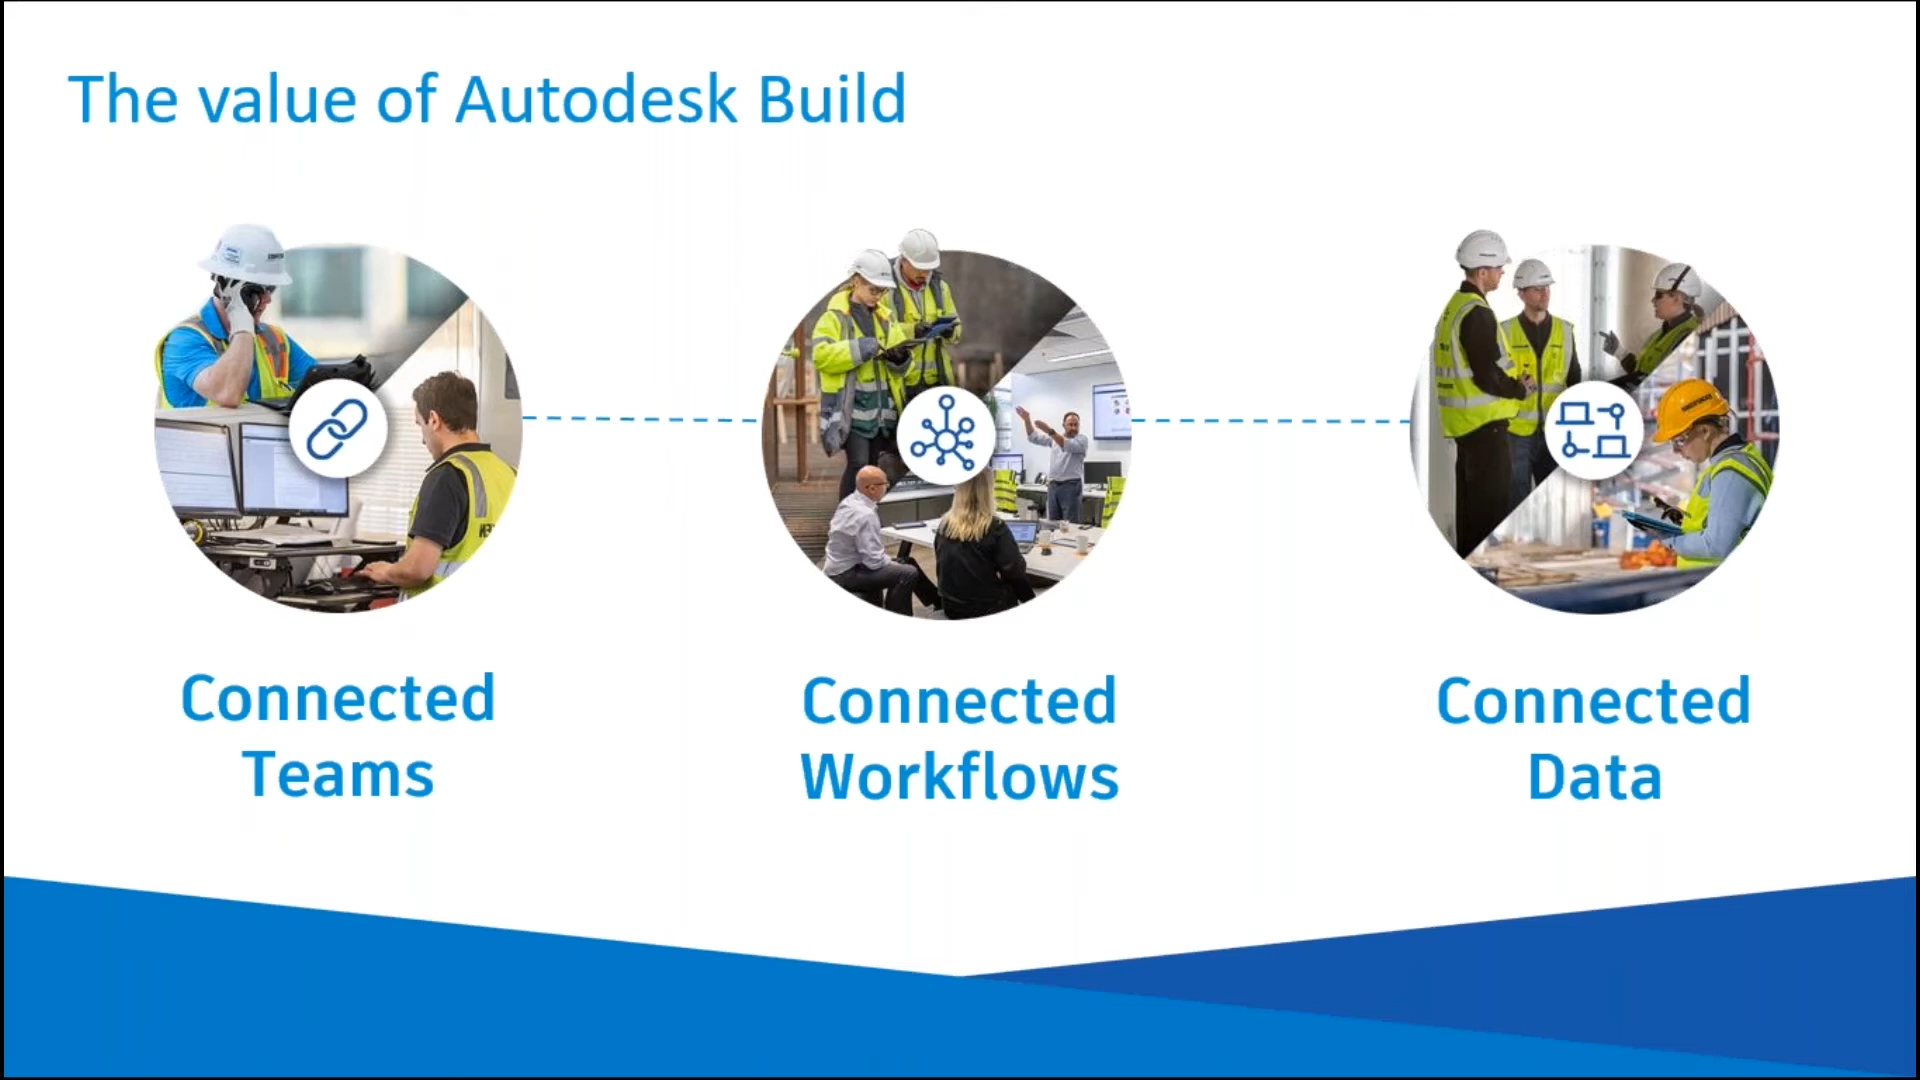 The value of Autodesk Build
Connected
Teams
Connected
Workflows
Connected
Data